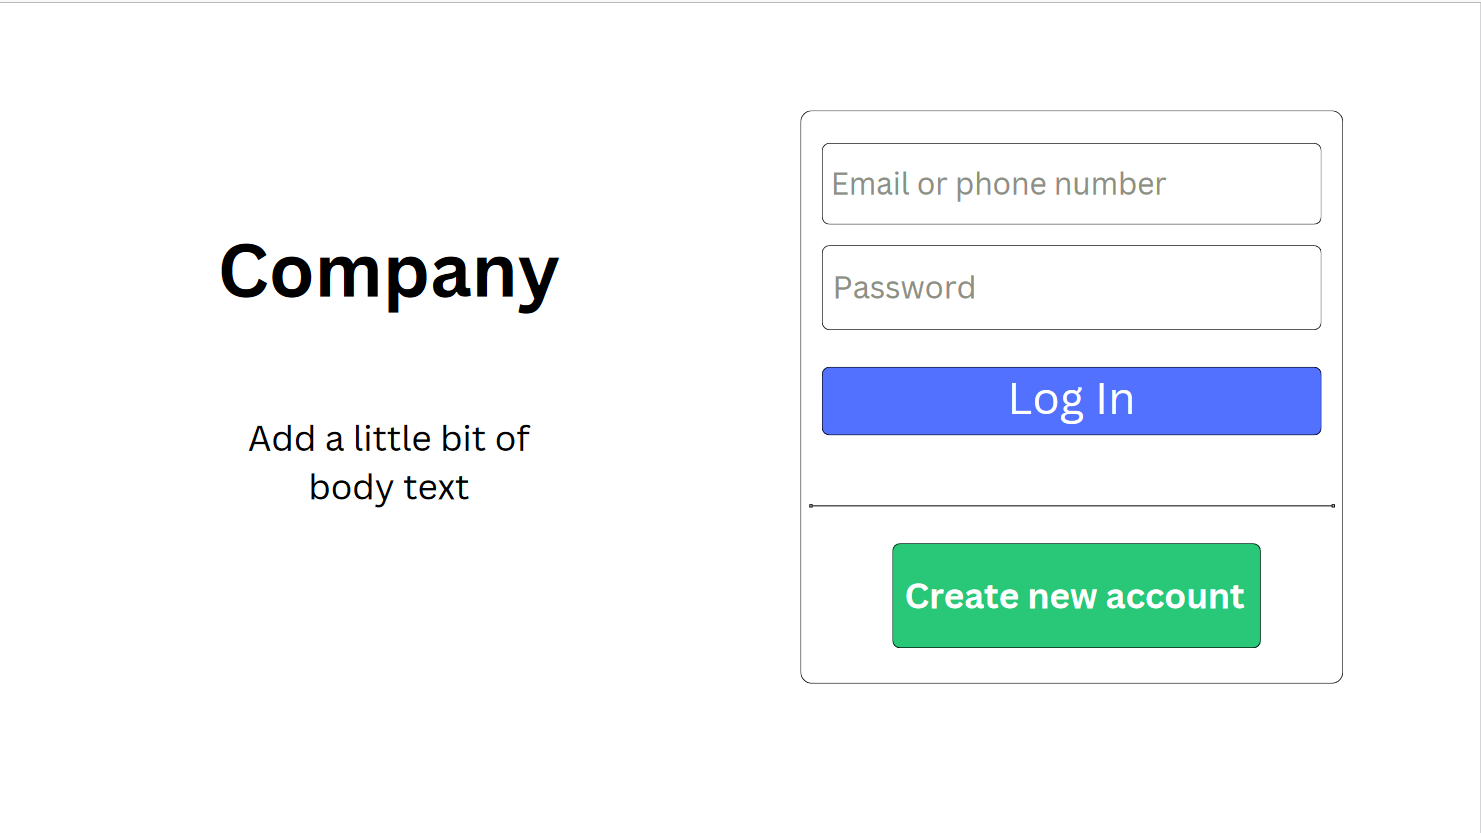 Company
Add a little bit of
body text
Email or phone number
Password
Log In
Create new account